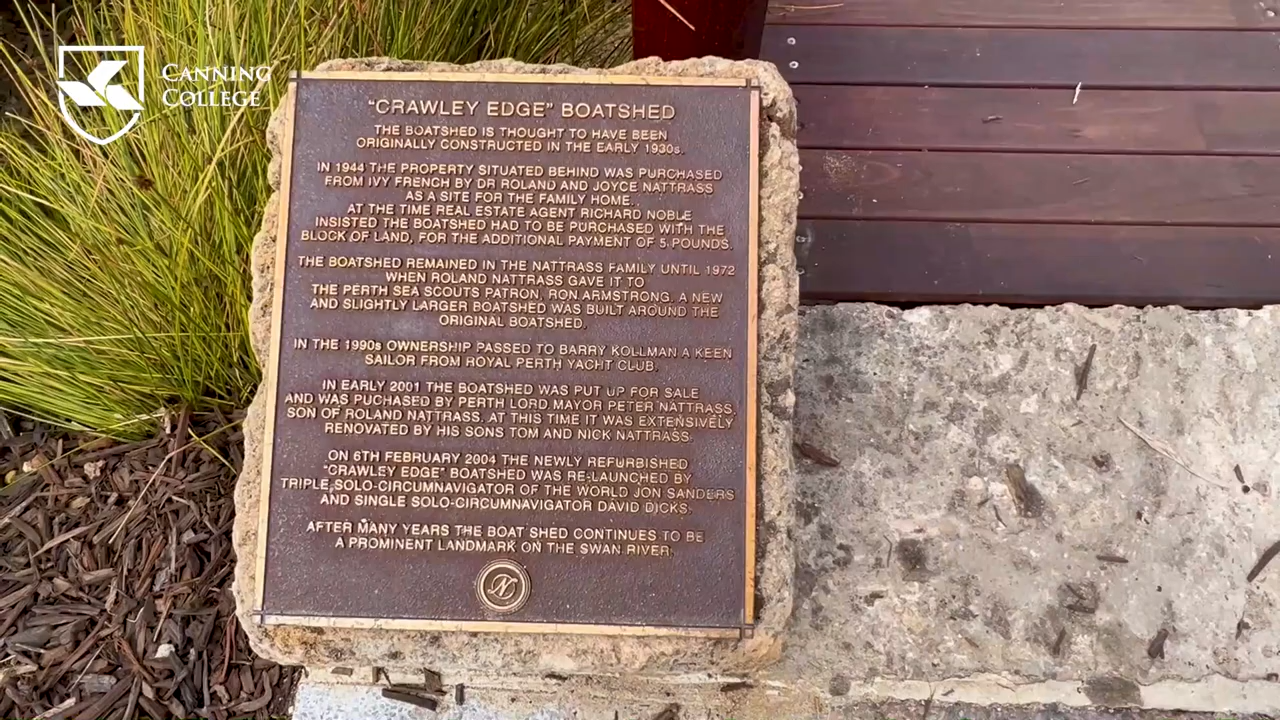 CANNING
COLLEGE
"CRAWLEY EDGE" BOATSHED
THE BOATSHED IS THOUGHT TO HAVE BEEN
ORIGINALLY CONSTRUCTED IN THE EARLY 1930s.
IN 1944 THE PROPERTY SITUATED BEHIND WAS PURCHASED
FROM IVY FRENCH BY DR ROLAND AND JOYCE NATTRASS
AS A SITE FOR THE FAMILY HOME.
AT THE TIME REAL ESTATE AGENT RICHARD NOBLE
INSISTED THE BOATSHED HAD TO BE PURCHASED WITH THE
BLOCK OF LAND, FOR THE ADDITIONAL PAYMENT OF 5 POUNDS.
THE BOATSHED REMAINED IN THE NATTRASS FAMILY UNTIL 1972
WHEN ROLAND NATTRASS GAVE IT TO
THE PERTH SEA SCOUTS PATRON, RON ARMSTRONG. A NEW
AND SLIGHTLY LARGER BOATSHED WAS BUILT AROUND THE
ORIGINAL BOATSHED.
IN THE 1990s OWNERSHIP PASSED TO BARRY KOLLMAN A KEEN
SAILOR FROM ROYAL PERTH YACHT CLUB.
IN EARLY 2001 THE BOATSHED WAS PUT UP FOR SALE
AND WAS PUCHASED BY PERTH LORD MAYOR PETER NATTRASS,
SON OF ROLAND NATTRASS. AT THIS TIME IT WAS EXTENSIVELY
RENOVATED BY HIS SONS TOM AND NICK NATTRASS.
ON 6TH FEBRUARY 2004 THE NEWLY REFURBISHED
"CRAWLEY EDGE" BOATSHED WAS RE-LAUNCHED BY
TRIPLE SOLO-CIRCUMNAVIGATOR OF THE WORLD JON SANDERS
AND SINGLE SOLO-CIRCUMNAVIGATOR DAVID DICKS.
AFTER MANY YEARS THE BOAT SHED CONTINUES TO BE
A PROMINENT LANDMARK ON THE SWAN RIVER.
N